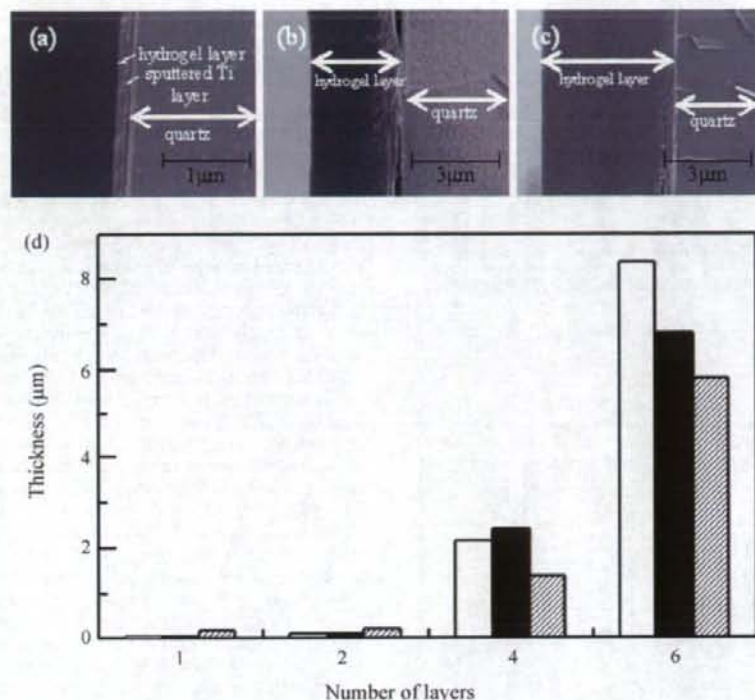 (a)
hydrogel layer
sputtered Ti
layer
quartz
1μm
(b)
hydrogel layer
quartz
3μm
(c)
hydrogel layer
quartz
3μm
(d)
Thickness (μm)
8
6
4
2
0
1
2
4
6
Number of layers